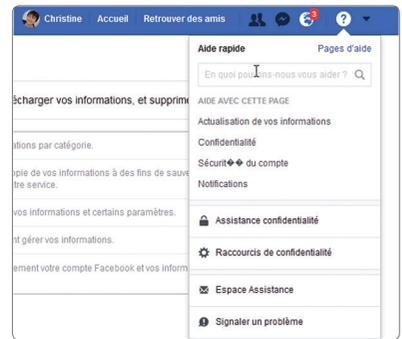 Christine Accueil Retrouver des amis 3 ?
Aide rapide Pages d'aide
En quoi pouvons-nous vous aider ?
AIDE AVEC CETTE PAGE
Actualisation de vos informations
Confidentialité
Sécurit�� du compte
Notifications
Assistance confidentialité
Raccourcis de confidentialité
Espace Assistance
Signaler un problème
écharger vos informations, et supprime
ations par catégorie.
opie de vos informations à des fins de sauve
tre service.
vos informations et certains paramètres.
nt gérer vos informations.
ement votre compte Facebook et vos inform